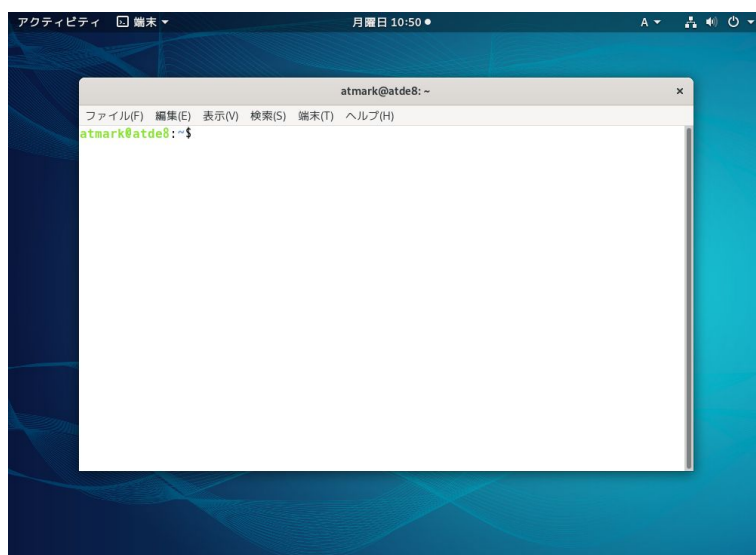 アクティビティ 端末 月曜日 10:50 A
atmark@atde8: ~ ×
ファイル(F) 編集(E) 表示(V) 検索(S) 端末(T) ヘルプ(H)
atmark@atde8:~$